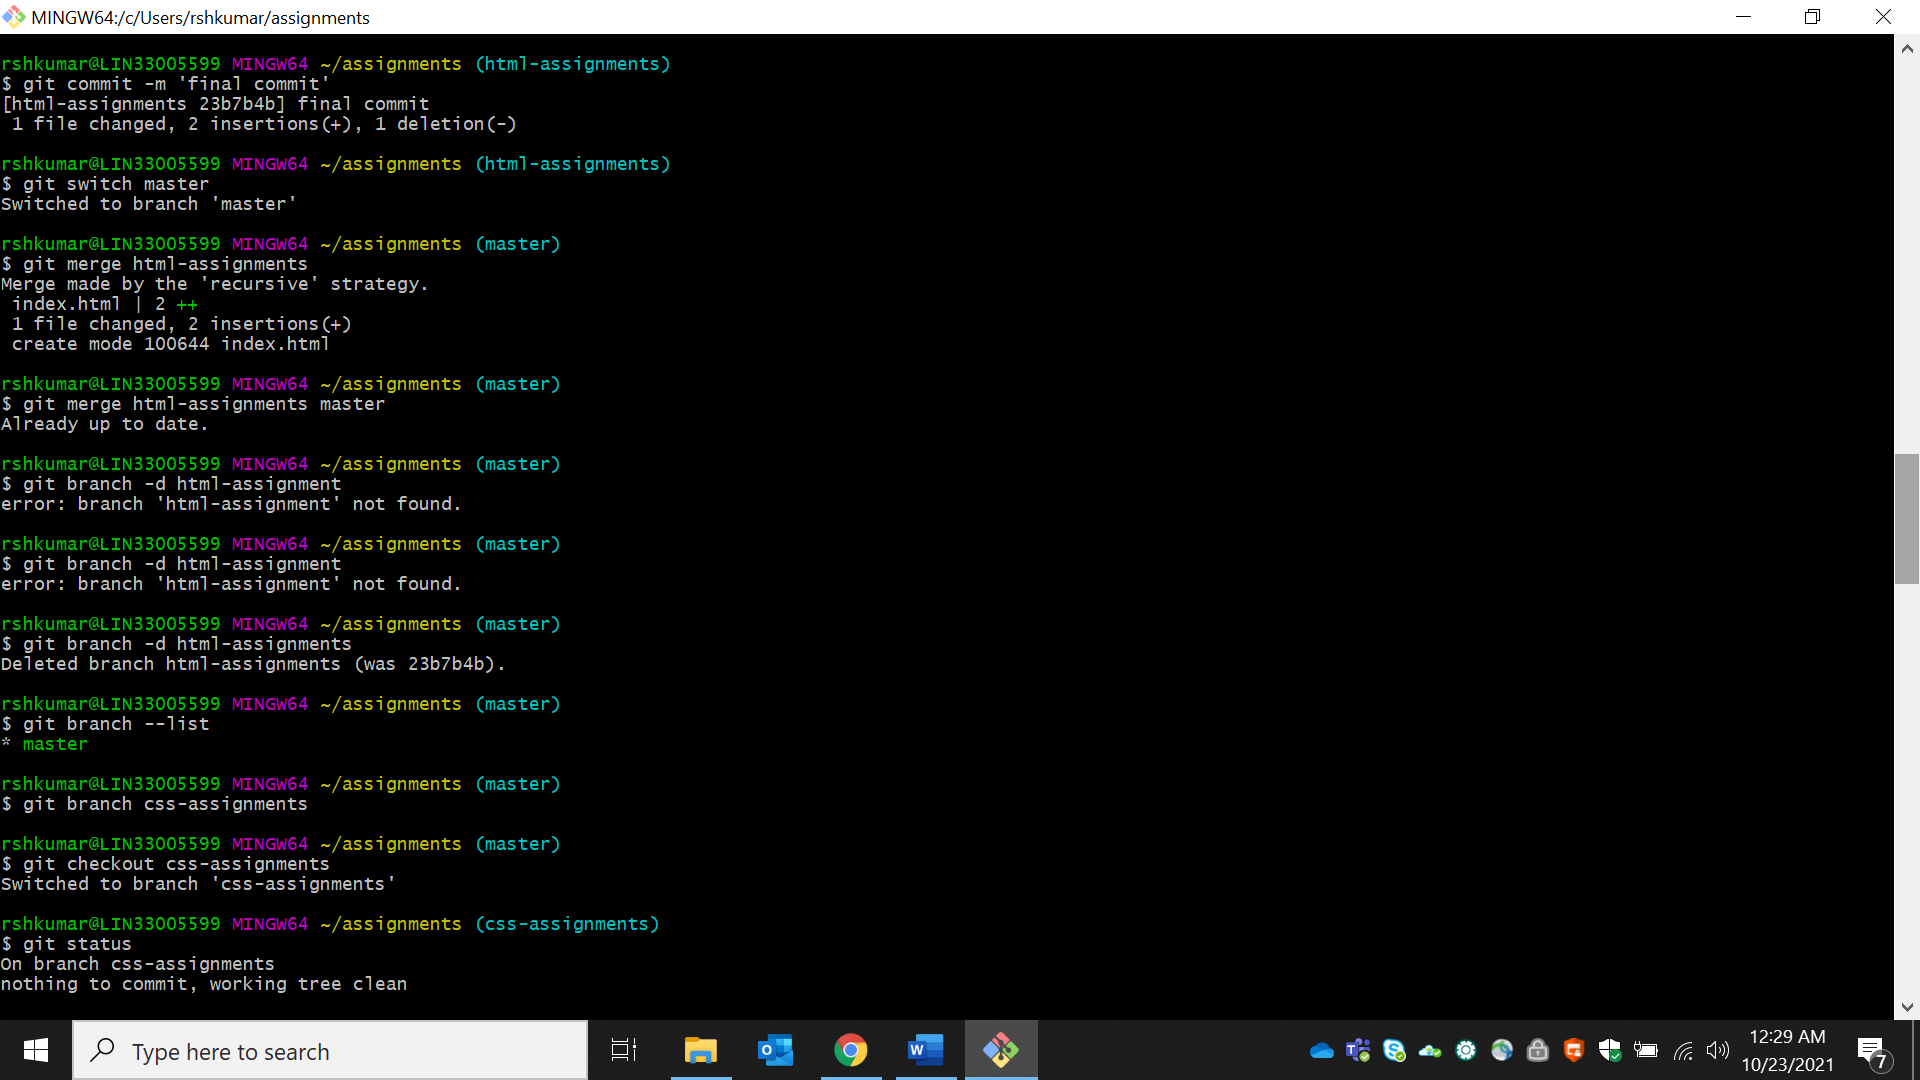 MINGW64:/c/Users/rshkumar/assignments
rshkumar@LIN33005599 MINGW64 ~/assignments (html-assignments)
$ git commit -m 'final commit'
[html-assignments 23b7b4b] final commit
 1 file changed, 2 insertions(+), 1 deletion(-)
rshkumar@LIN33005599 MINGW64 ~/assignments (html-assignments)
$ git switch master
Switched to branch 'master'
rshkumar@LIN33005599 MINGW64 ~/assignments (master)
$ git merge html-assignments
Merge made by the 'recursive' strategy.
 index.html | 2 ++
 1 file changed, 2 insertions(+)
 create mode 100644 index.html
rshkumar@LIN33005599 MINGW64 ~/assignments (master)
$ git merge html-assignments master
Already up to date.
rshkumar@LIN33005599 MINGW64 ~/assignments (master)
$ git branch -d html-assignment
error: branch 'html-assignment' not found.
rshkumar@LIN33005599 MINGW64 ~/assignments (master)
$ git branch -d html-assignment
error: branch 'html-assignment' not found.
rshkumar@LIN33005599 MINGW64 ~/assignments (master)
$ git branch -d html-assignments
Deleted branch html-assignments (was 23b7b4b).
rshkumar@LIN33005599 MINGW64 ~/assignments (master)
$ git branch --list
* master
rshkumar@LIN33005599 MINGW64 ~/assignments (master)
$ git branch css-assignments
rshkumar@LIN33005599 MINGW64 ~/assignments (master)
$ git checkout css-assignments
Switched to branch 'css-assignments'
rshkumar@LIN33005599 MINGW64 ~/assignments (css-assignments)
$ git status
On branch css-assignments
nothing to commit, working tree clean
Type here to search
12:29 AM
10/23/2021
7